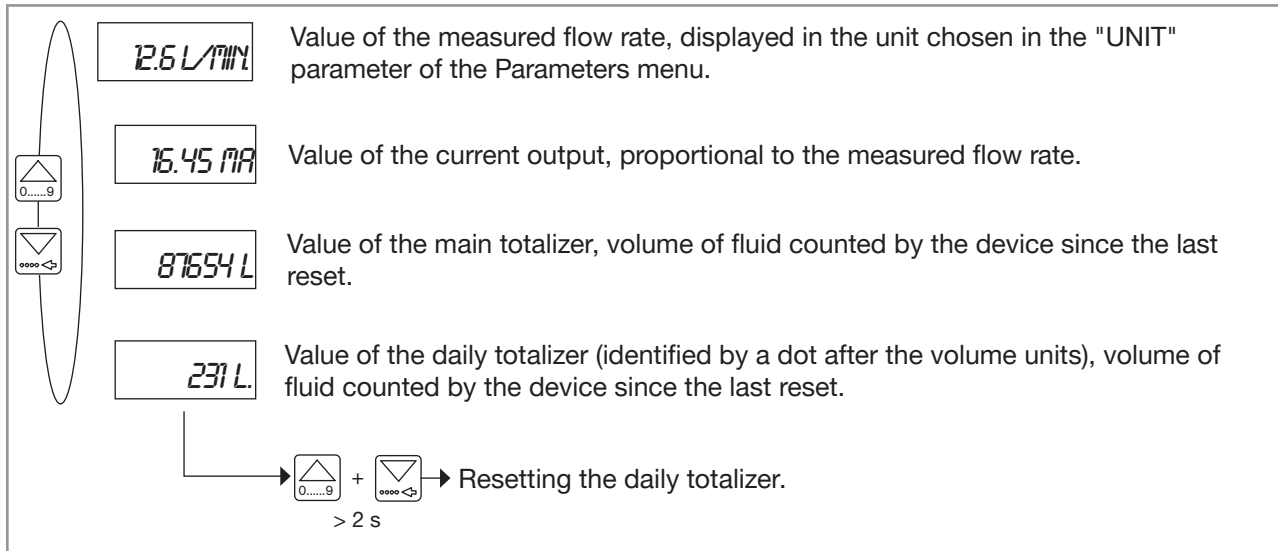 12.6 L/MIN
Value of the measured flow rate, displayed in the unit chosen in the "UNIT"
parameter of the Parameters menu.
16.45 MA
Value of the current output, proportional to the measured flow rate.
0......9
87654 L
Value of the main totalizer, volume of fluid counted by the device since the last
reset.
231 L.
Value of the daily totalizer (identified by a dot after the volume units), volume of
fluid counted by the device since the last reset.
0......9 + Resetting the daily totalizer.
> 2 s